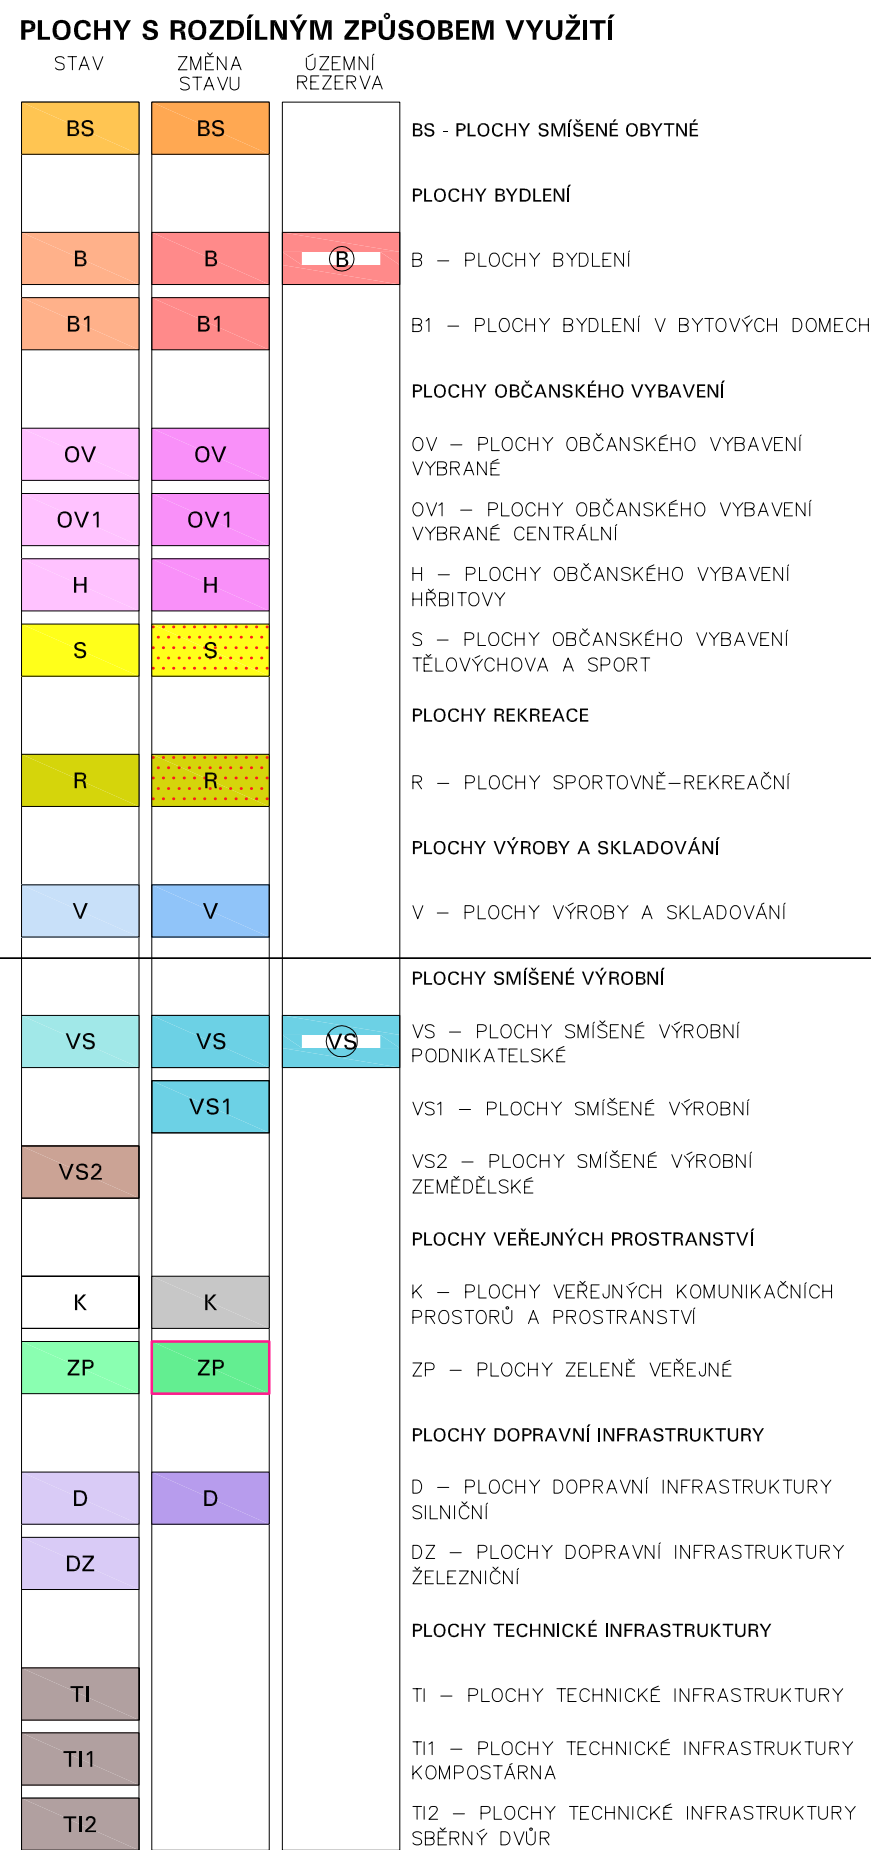 PLOCHY S ROZDÍLNÝM ZPŮSOBEM VYUŽITÍ
STAV ZMĚNA STAVU ÚZEMNÍ REZERVA
BS BS BS - PLOCHY SMÍŠENÉ OBYTNÉ
PLOCHY BYDLENÍ
B B B B – PLOCHY BYDLENÍ
B1 B1 B1 – PLOCHY BYDLENÍ V BYTOVÝCH DOMECH
PLOCHY OBČANSKÉHO VYBAVENÍ
OV OV OV – PLOCHY OBČANSKÉHO VYBAVENÍ
VYBRANÉ
OV1 OV1 OV1 – PLOCHY OBČANSKÉHO VYBAVENÍ
VYBRANÉ CENTRÁLNÍ
H H H – PLOCHY OBČANSKÉHO VYBAVENÍ
HŘBITOVY
S S S – PLOCHY OBČANSKÉHO VYBAVENÍ
TĚLOVÝCHOVA A SPORT
PLOCHY REKREACE
R R R – PLOCHY SPORTOVNĚ–REKREAČNÍ
PLOCHY VÝROBY A SKLADOVÁNÍ
V V V – PLOCHY VÝROBY A SKLADOVÁNÍ
PLOCHY SMÍŠENÉ VÝROBNÍ
VS VS VS VS – PLOCHY SMÍŠENÉ VÝROBNÍ
PODNIKATELSKÉ
VS1 VS1 – PLOCHY SMÍŠENÉ VÝROBNÍ
VS2 VS2 – PLOCHY SMÍŠENÉ VÝROBNÍ
ZEMĚDĚLSKÉ
PLOCHY VEŘEJNÝCH PROSTRANSTVÍ
K K K – PLOCHY VEŘEJNÝCH KOMUNIKAČNÍCH
PROSTORŮ A PROSTRANSTVÍ
ZP ZP ZP – PLOCHY ZELENĚ VEŘEJNÉ
PLOCHY DOPRAVNÍ INFRASTRUKTURY
D D D – PLOCHY DOPRAVNÍ INFRASTRUKTURY
SILNIČNÍ
DZ DZ – PLOCHY DOPRAVNÍ INFRASTRUKTURY
ŽELEZNIČNÍ
PLOCHY TECHNICKÉ INFRASTRUKTURY
TI TI – PLOCHY TECHNICKÉ INFRASTRUKTURY
TI1 TI1 – PLOCHY TECHNICKÉ INFRASTRUKTURY
KOMPOSTÁRNA
TI2 TI2 – PLOCHY TECHNICKÉ INFRASTRUKTURY
SBĚRNÝ DVŮR